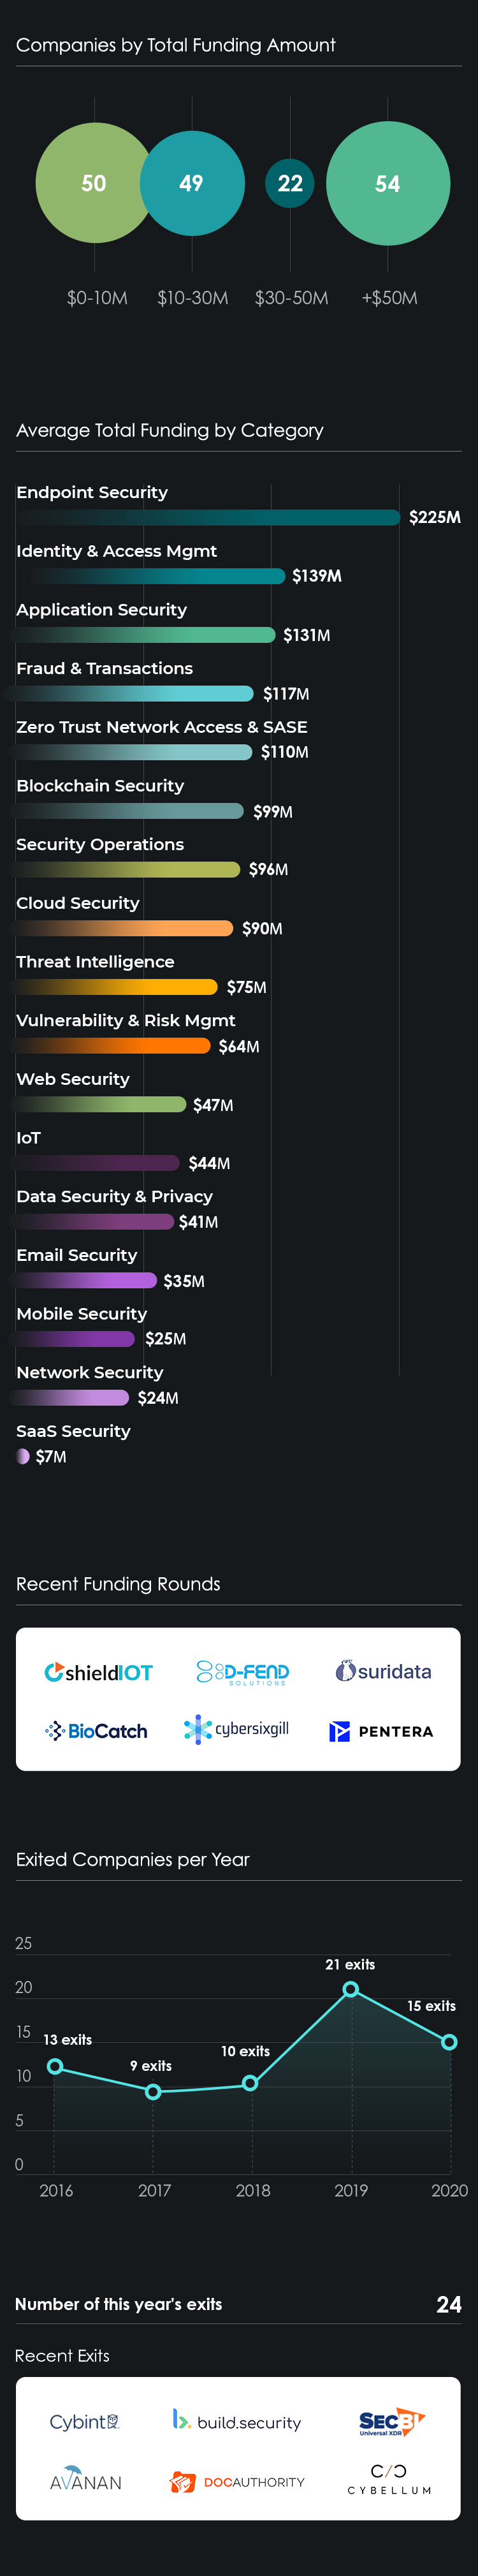 Companies by Total Funding Amount
50 49 22 54
$0-10M $10-30M $30-50M +$50M
Average Total Funding by Category
Endpoint Security
$225M
Identity & Access Mgmt
$139M
Application Security
$131M
Fraud & Transactions
$117M
Zero Trust Network Access & SASE
$110M
Blockchain Security
$99M
Security Operations
$96M
Cloud Security
$90M
Threat Intelligence
$75M
Vulnerability & Risk Mgmt
$64M
Web Security
$47M
IoT
$44M
Data Security & Privacy
$41M
Email Security
$35M
Mobile Security
$25M
Network Security
$24M
SaaS Security
$7M
Recent Funding Rounds
shieldIOT D-FEND SOLUTIONS suridata
BioCatch cybersixgill PENTERA
Exited Companies per Year
25
21 exits
20
15 exits
15
13 exits
10 exits
9 exits
10
5
0
2016 2017 2018 2019 2020
Number of this year's exits 24
Recent Exits
Cybint build.security SECBI Universal XDR
AVANAN DOCAUTHORITY C/O CYBELLUM